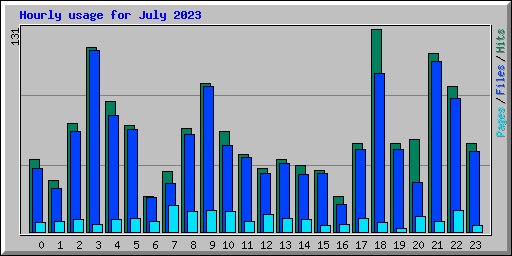 Hourly usage for July 2023
131
Pages/Files/Hits
0 1 2 3 4 5 6 7 8 9 10 11 12 13 14 15 16 17 18 19 20 21 22 23